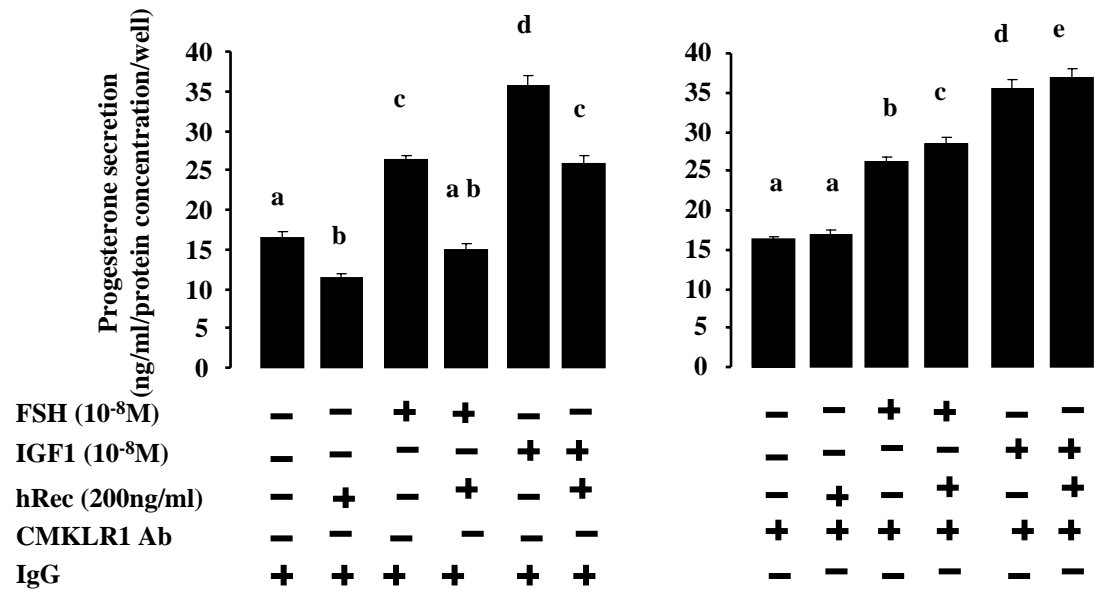 Progesterone secretion
(ng/ml/protein concentration/well)
40
35
30
25
20
15
10
5
0
a
b
c
a b
d
c
40
35
30
25
20
15
10
5
0
a
a
b
c
d
e
FSH (10-8M) – – + + – – – – + + – –
IGF1 (10-8M) – – – – + + – – – – + +
hRec (200ng/ml) – + – + – + – + – + – +
CMKLR1 Ab – – – – – – + + + + + +
IgG + + + + + + – – – – – –